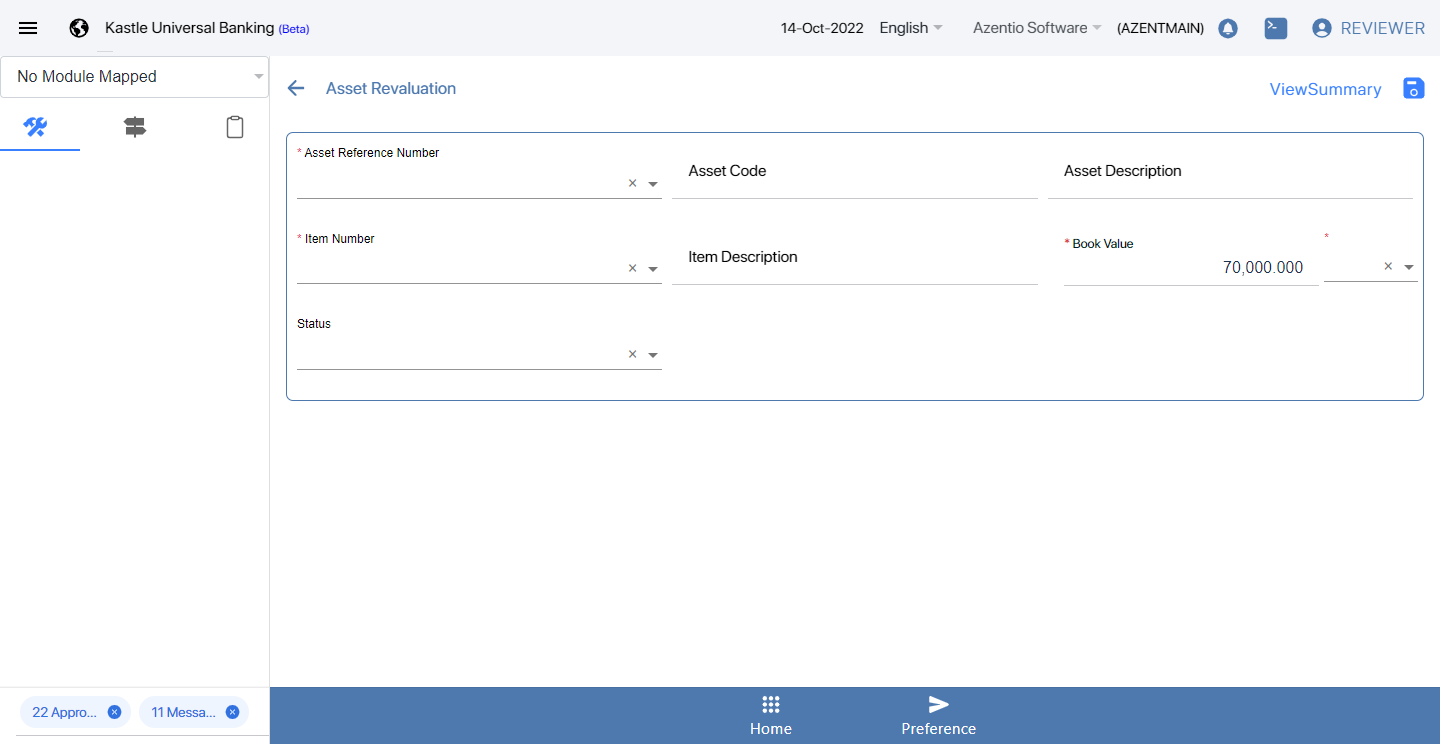 Kastle Universal Banking (Beta)
14-Oct-2022 English Azentio Software (AZENTMAIN) REVIEWER
No Module Mapped
Asset Revaluation
ViewSummary
* Asset Reference Number
Asset Code
Asset Description
* Item Number
Item Description
* Book Value
*
70,000.000
Status
22 Appro...
11 Messa...
Home
Preference